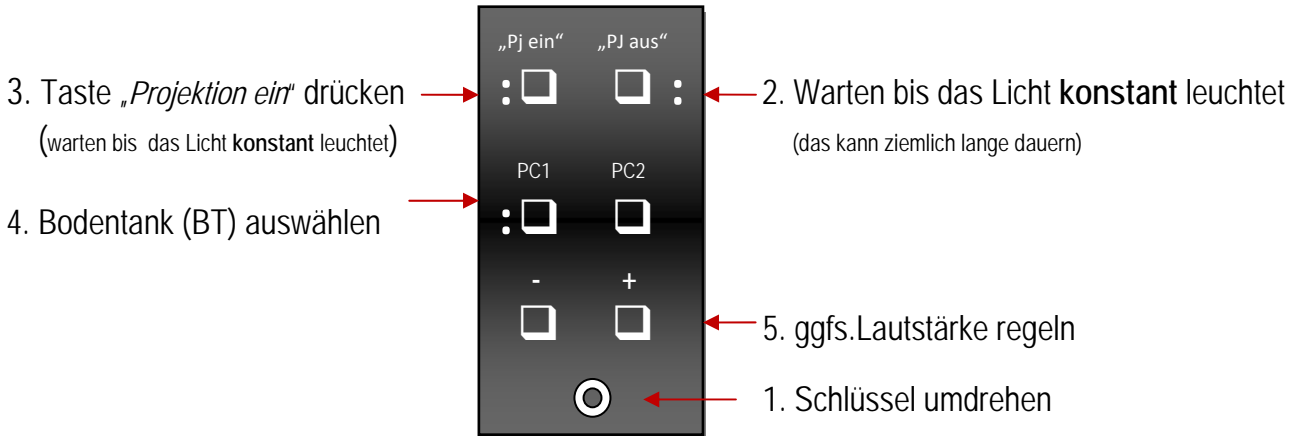 „Pj ein“ „PJ aus“
3. Taste „Projektion ein“ drücken
(warten bis das Licht konstant leuchtet)
2. Warten bis das Licht konstant leuchtet
(das kann ziemlich lange dauern)
PC1 PC2
4. Bodentank (BT) auswählen
- +
5. ggfs.Lautstärke regeln
1. Schlüssel umdrehen